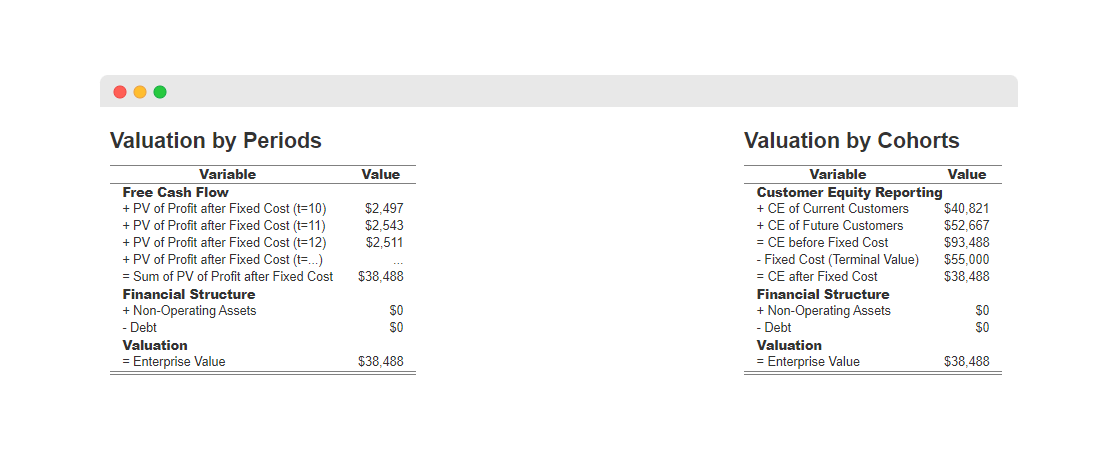 Valuation by Periods
Variable Value
Free Cash Flow
+ PV of Profit after Fixed Cost (t=10) $2,497
+ PV of Profit after Fixed Cost (t=11) $2,543
+ PV of Profit after Fixed Cost (t=12) $2,511
+ PV of Profit after Fixed Cost (t=...) ...
= Sum of PV of Profit after Fixed Cost $38,488
Financial Structure
+ Non-Operating Assets $0
- Debt $0
Valuation
= Enterprise Value $38,488
Valuation by Cohorts
Variable Value
Customer Equity Reporting
+ CE of Current Customers $40,821
+ CE of Future Customers $52,667
= CE before Fixed Cost $93,488
- Fixed Cost (Terminal Value) $55,000
= CE after Fixed Cost $38,488
Financial Structure
+ Non-Operating Assets $0
- Debt $0
Valuation
= Enterprise Value $38,488